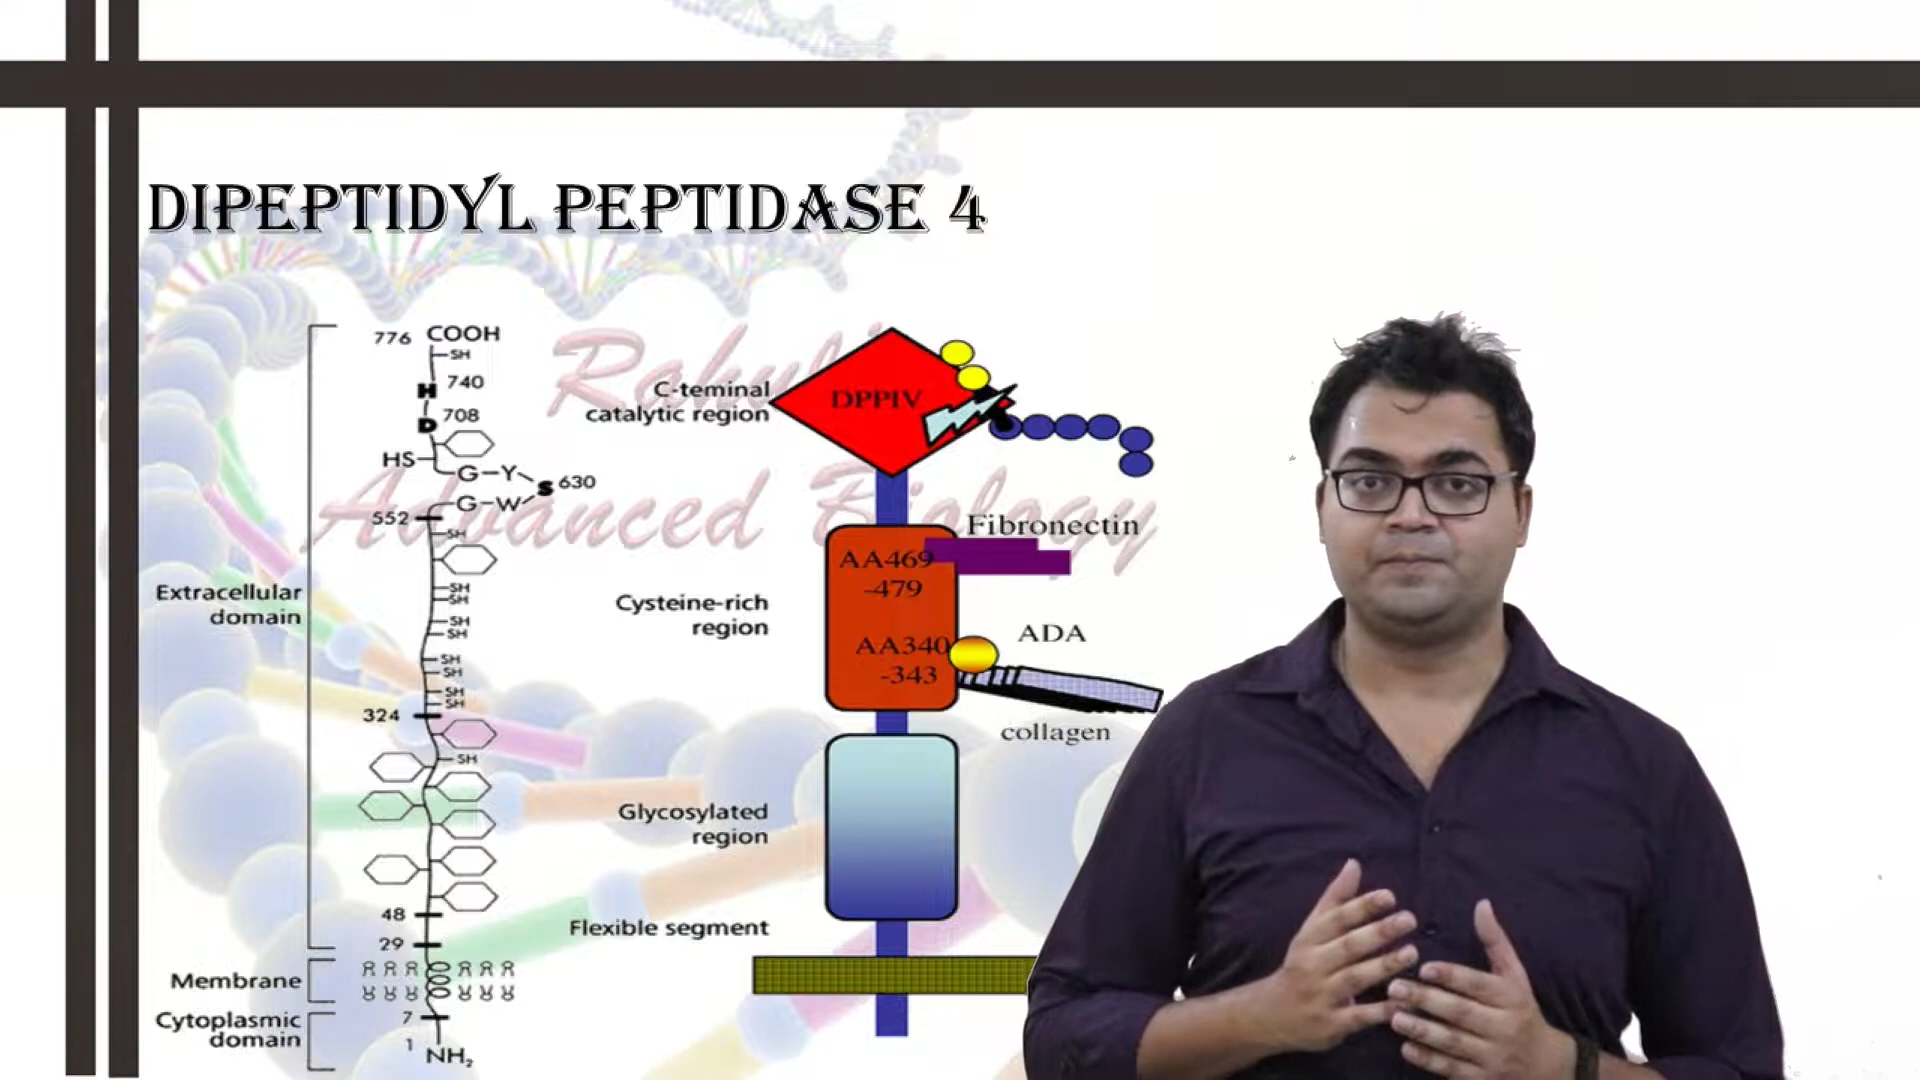 DIPEPTIDYL PEPTIDASE 4
776 COOH
SH
H 740
D 708
HS
G-Y
S 630
G-W
552
SH
SH
SH
SH
SH
SH
SH
SH
SH
324
SH
48
29
7
1
NH2
Extracellular
domain
Membrane
Cytoplasmic
domain
C-teminal
catalytic region
Cysteine-rich
region
Glycosylated
region
Flexible segment
DPPIV
Fibronectin
AA469
-479
AA340
-343
ADA
collagen
Advanced Biology